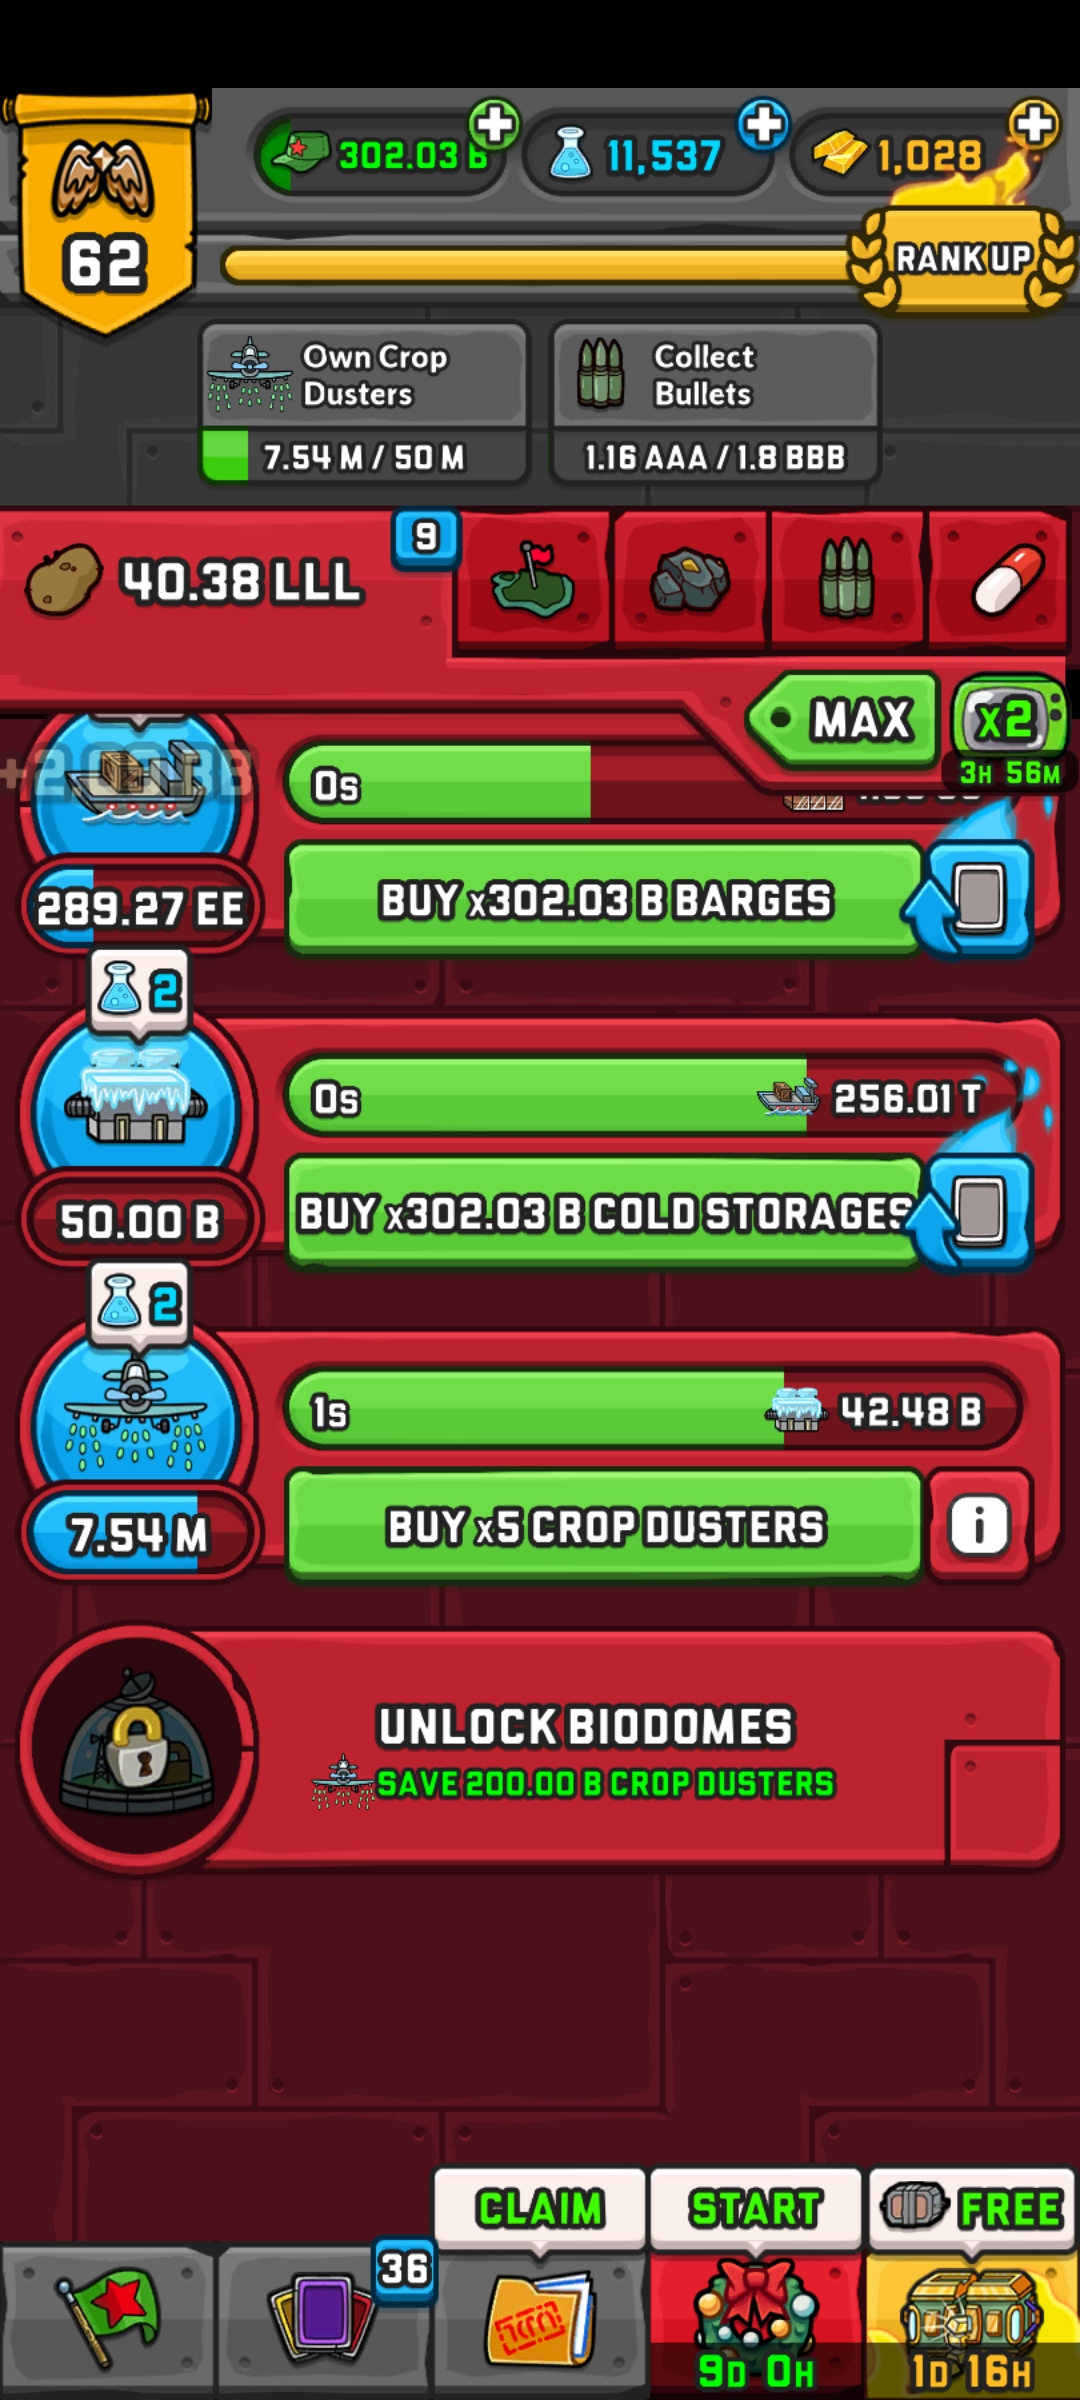 302.03 B
11,537
1,028
62
RANK UP
Own Crop
Dusters
7.54 M / 50 M
Collect
Bullets
1.16 AAA / 1.8 BBB
40.38 LLL
9
MAX
x2
3H 56M
0s
289.27 EE
BUY x302.03 B BARGES
2
0s
256.01 T
50.00 B
BUY x302.03 B COLD STORAGES
2
1s
42.48 B
7.54 M
BUY x5 CROP DUSTERS
i
UNLOCK BIODOMES
SAVE 200.00 B CROP DUSTERS
CLAIM
START
FREE
36
9D 0H
1D 16H